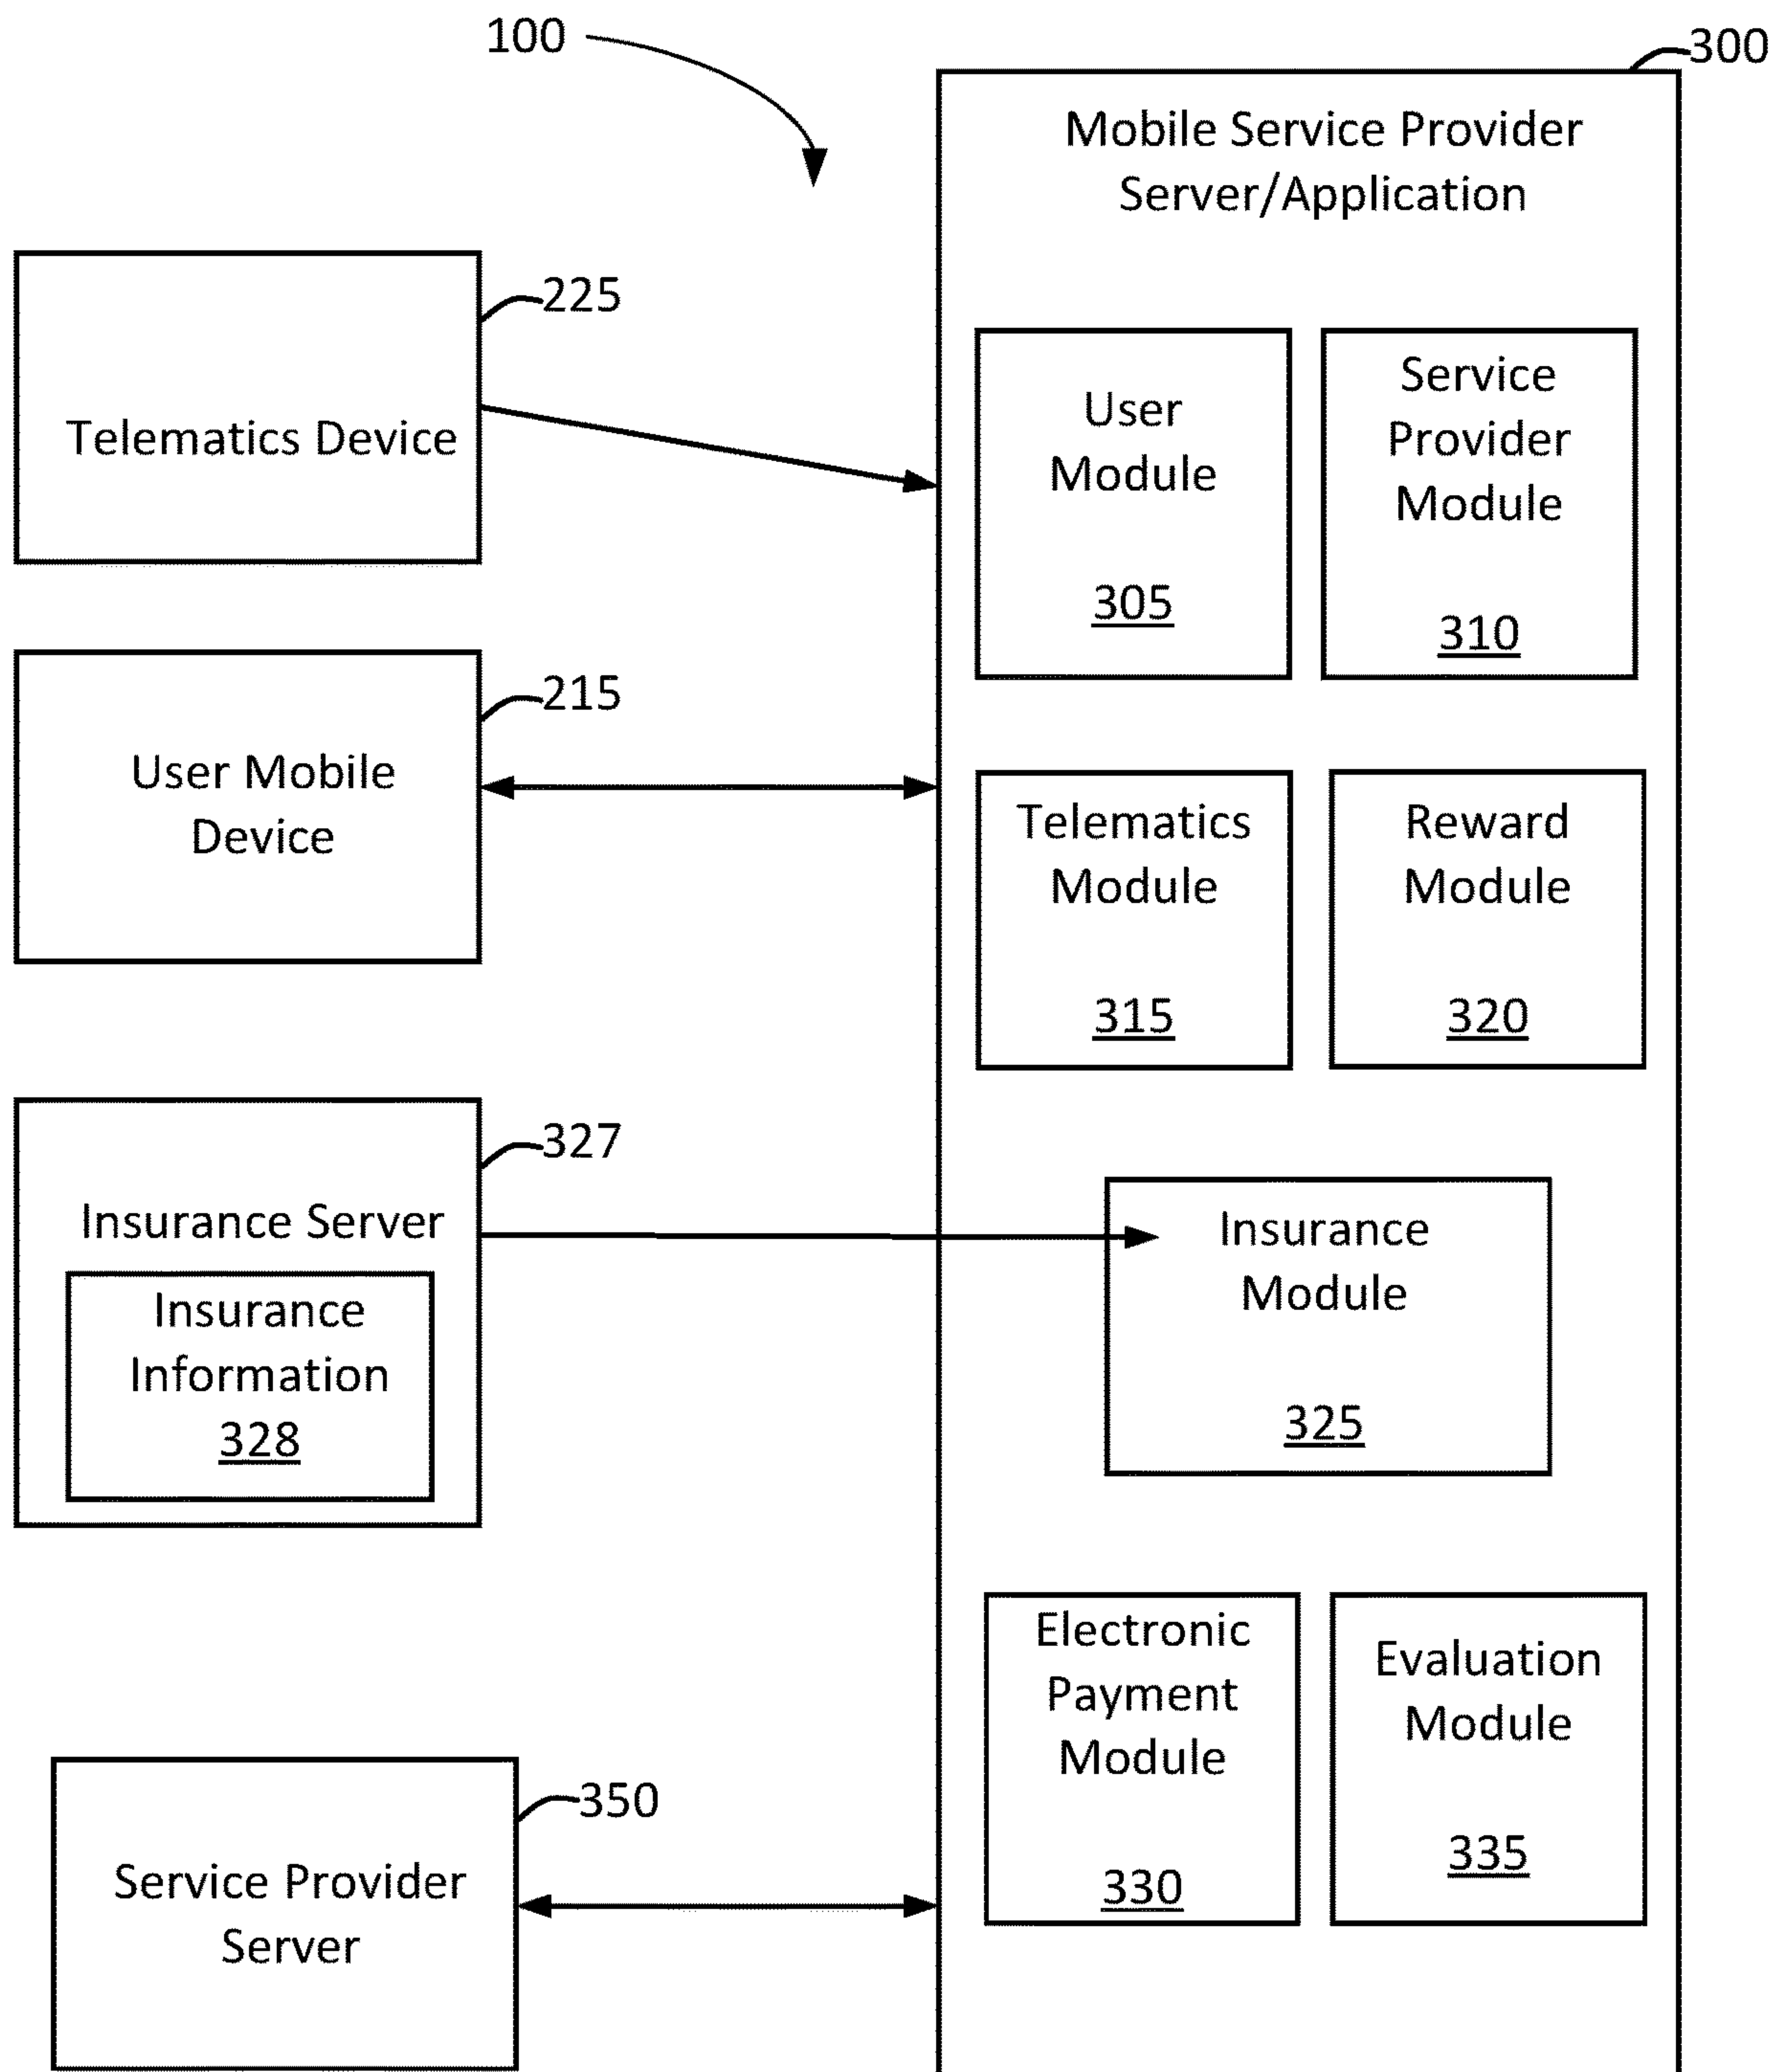 100
300
Mobile Service Provider
Server/Application
225
Telematics Device
User
Module
305
Service
Provider
Module
310
215
User Mobile
Device
Telematics
Module
315
Reward
Module
320
327
Insurance Server
Insurance
Information
328
Insurance
Module
325
Electronic
Payment
Module
330
Evaluation
Module
335
350
Service Provider
Server